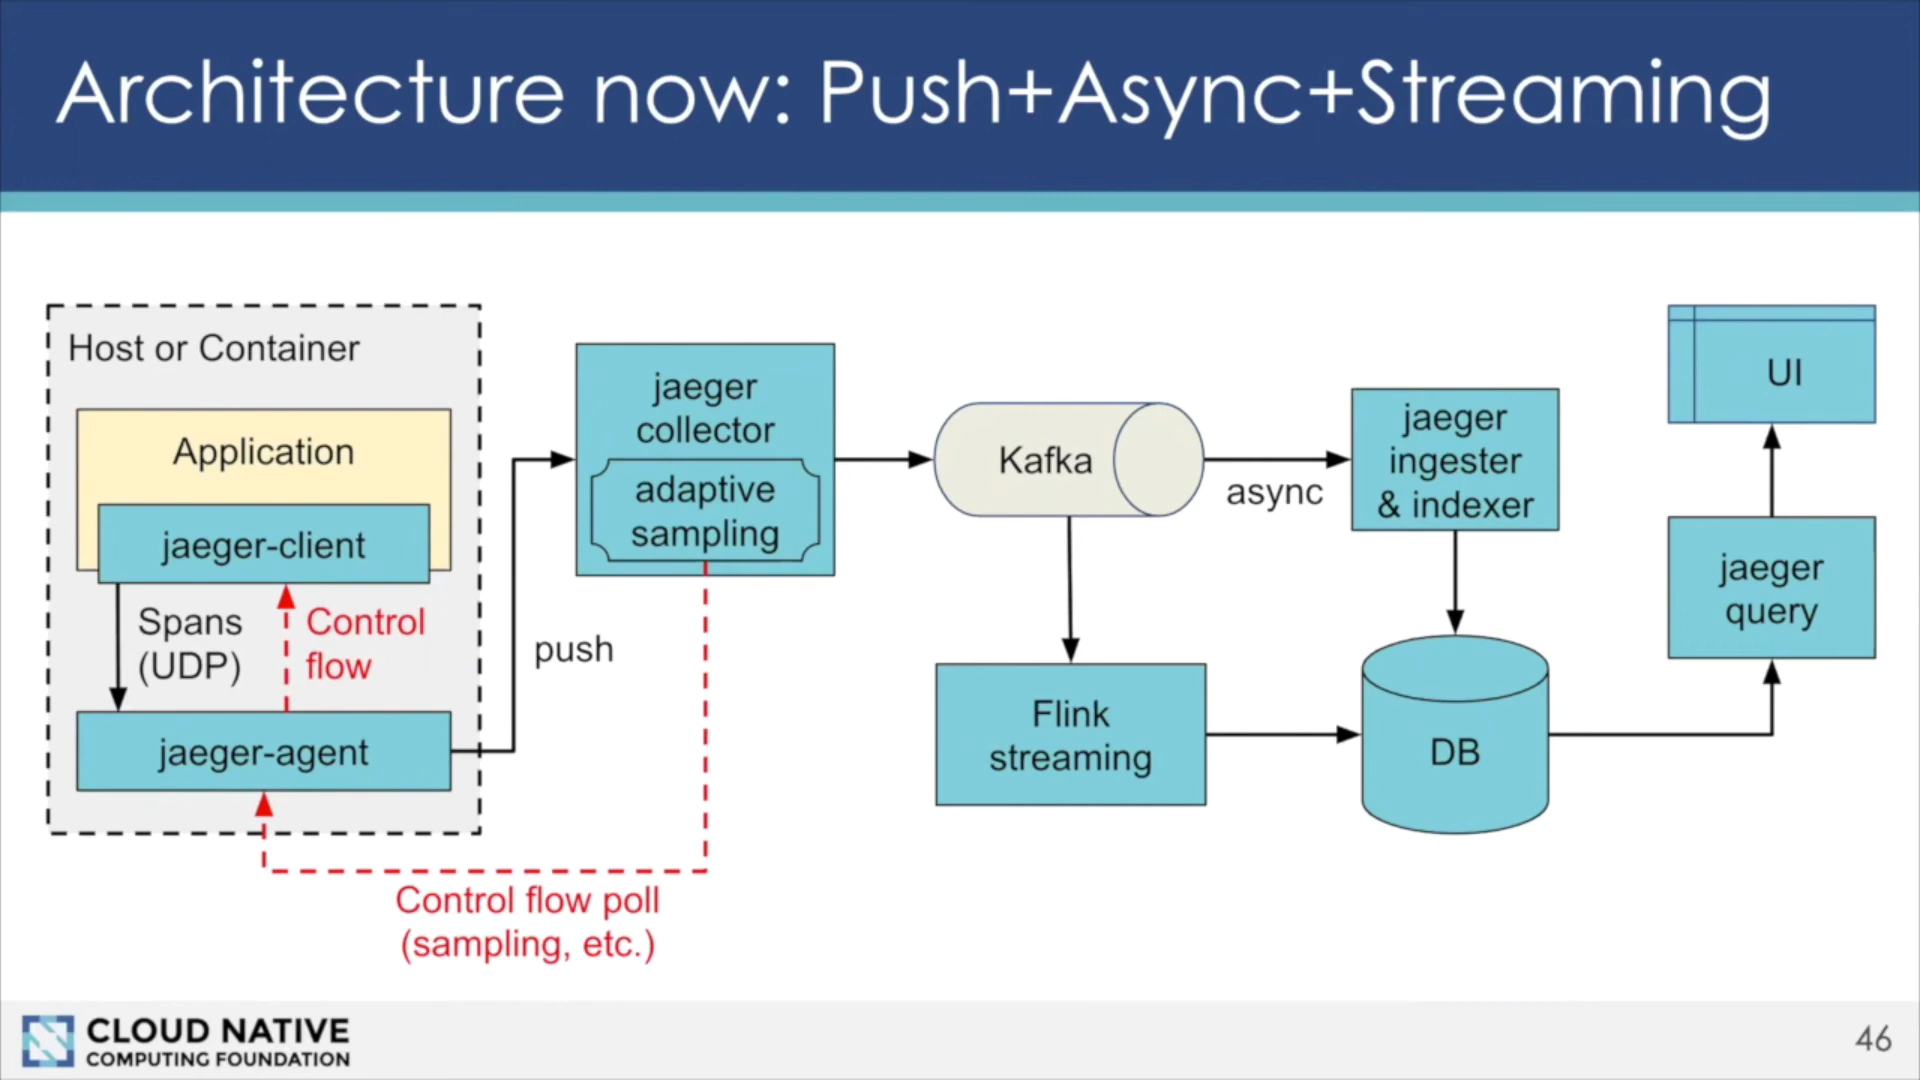 Architecture now: Push+Async+Streaming
Host or Container
Application
jaeger-client
Spans
(UDP)
Control
flow
jaeger-agent
push
jaeger
collector
adaptive
sampling
Control flow poll
(sampling, etc.)
Kafka
async
jaeger
ingester
& indexer
Flink
streaming
DB
UI
jaeger
query
CLOUD NATIVE
COMPUTING FOUNDATION
46